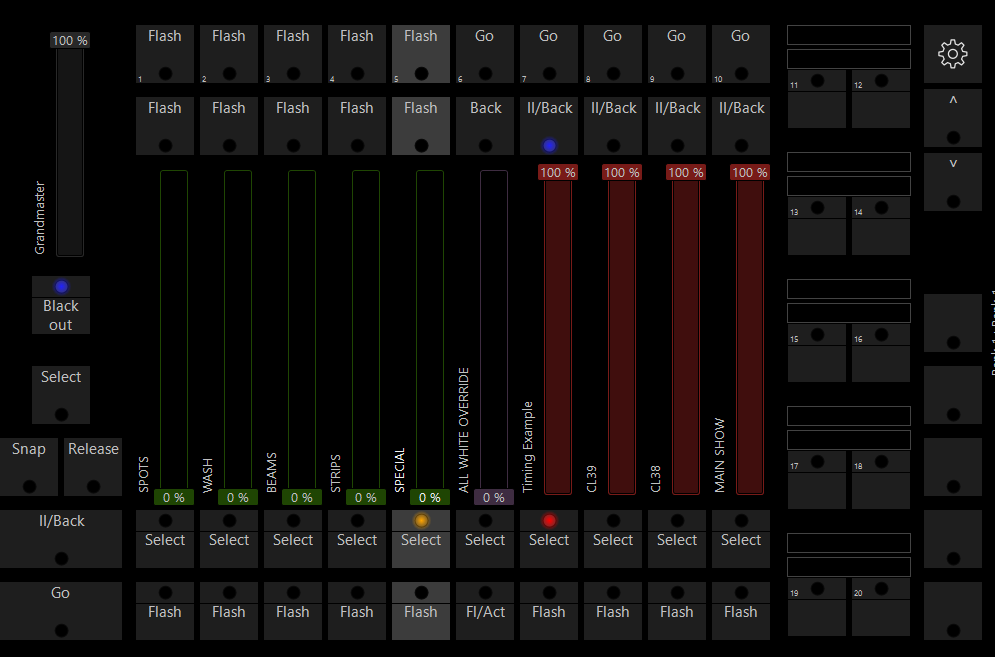 100 %
Flash Flash Flash Flash Flash Go Go Go Go Go
1 2 3 4 5 6 7 8 9 10
11 12
Flash Flash Flash Flash Flash Back II/Back II/Back II/Back II/Back
^
˅
100 % 100 % 100 % 100 %
Grandmaster
13 14
Black
out
15 16
Select
Snap Release
SPOTS WASH BEAMS STRIPS SPECIAL ALL WHITE OVERRIDE Timing Example CL39 CL38 MAIN SHOW
17 18
0 % 0 % 0 % 0 % 0 % 0 %
II/Back
Select Select Select Select Select Select Select Select Select Select
Go
19 20
Flash Flash Flash Flash Flash Fl/Act Flash Flash Flash Flash